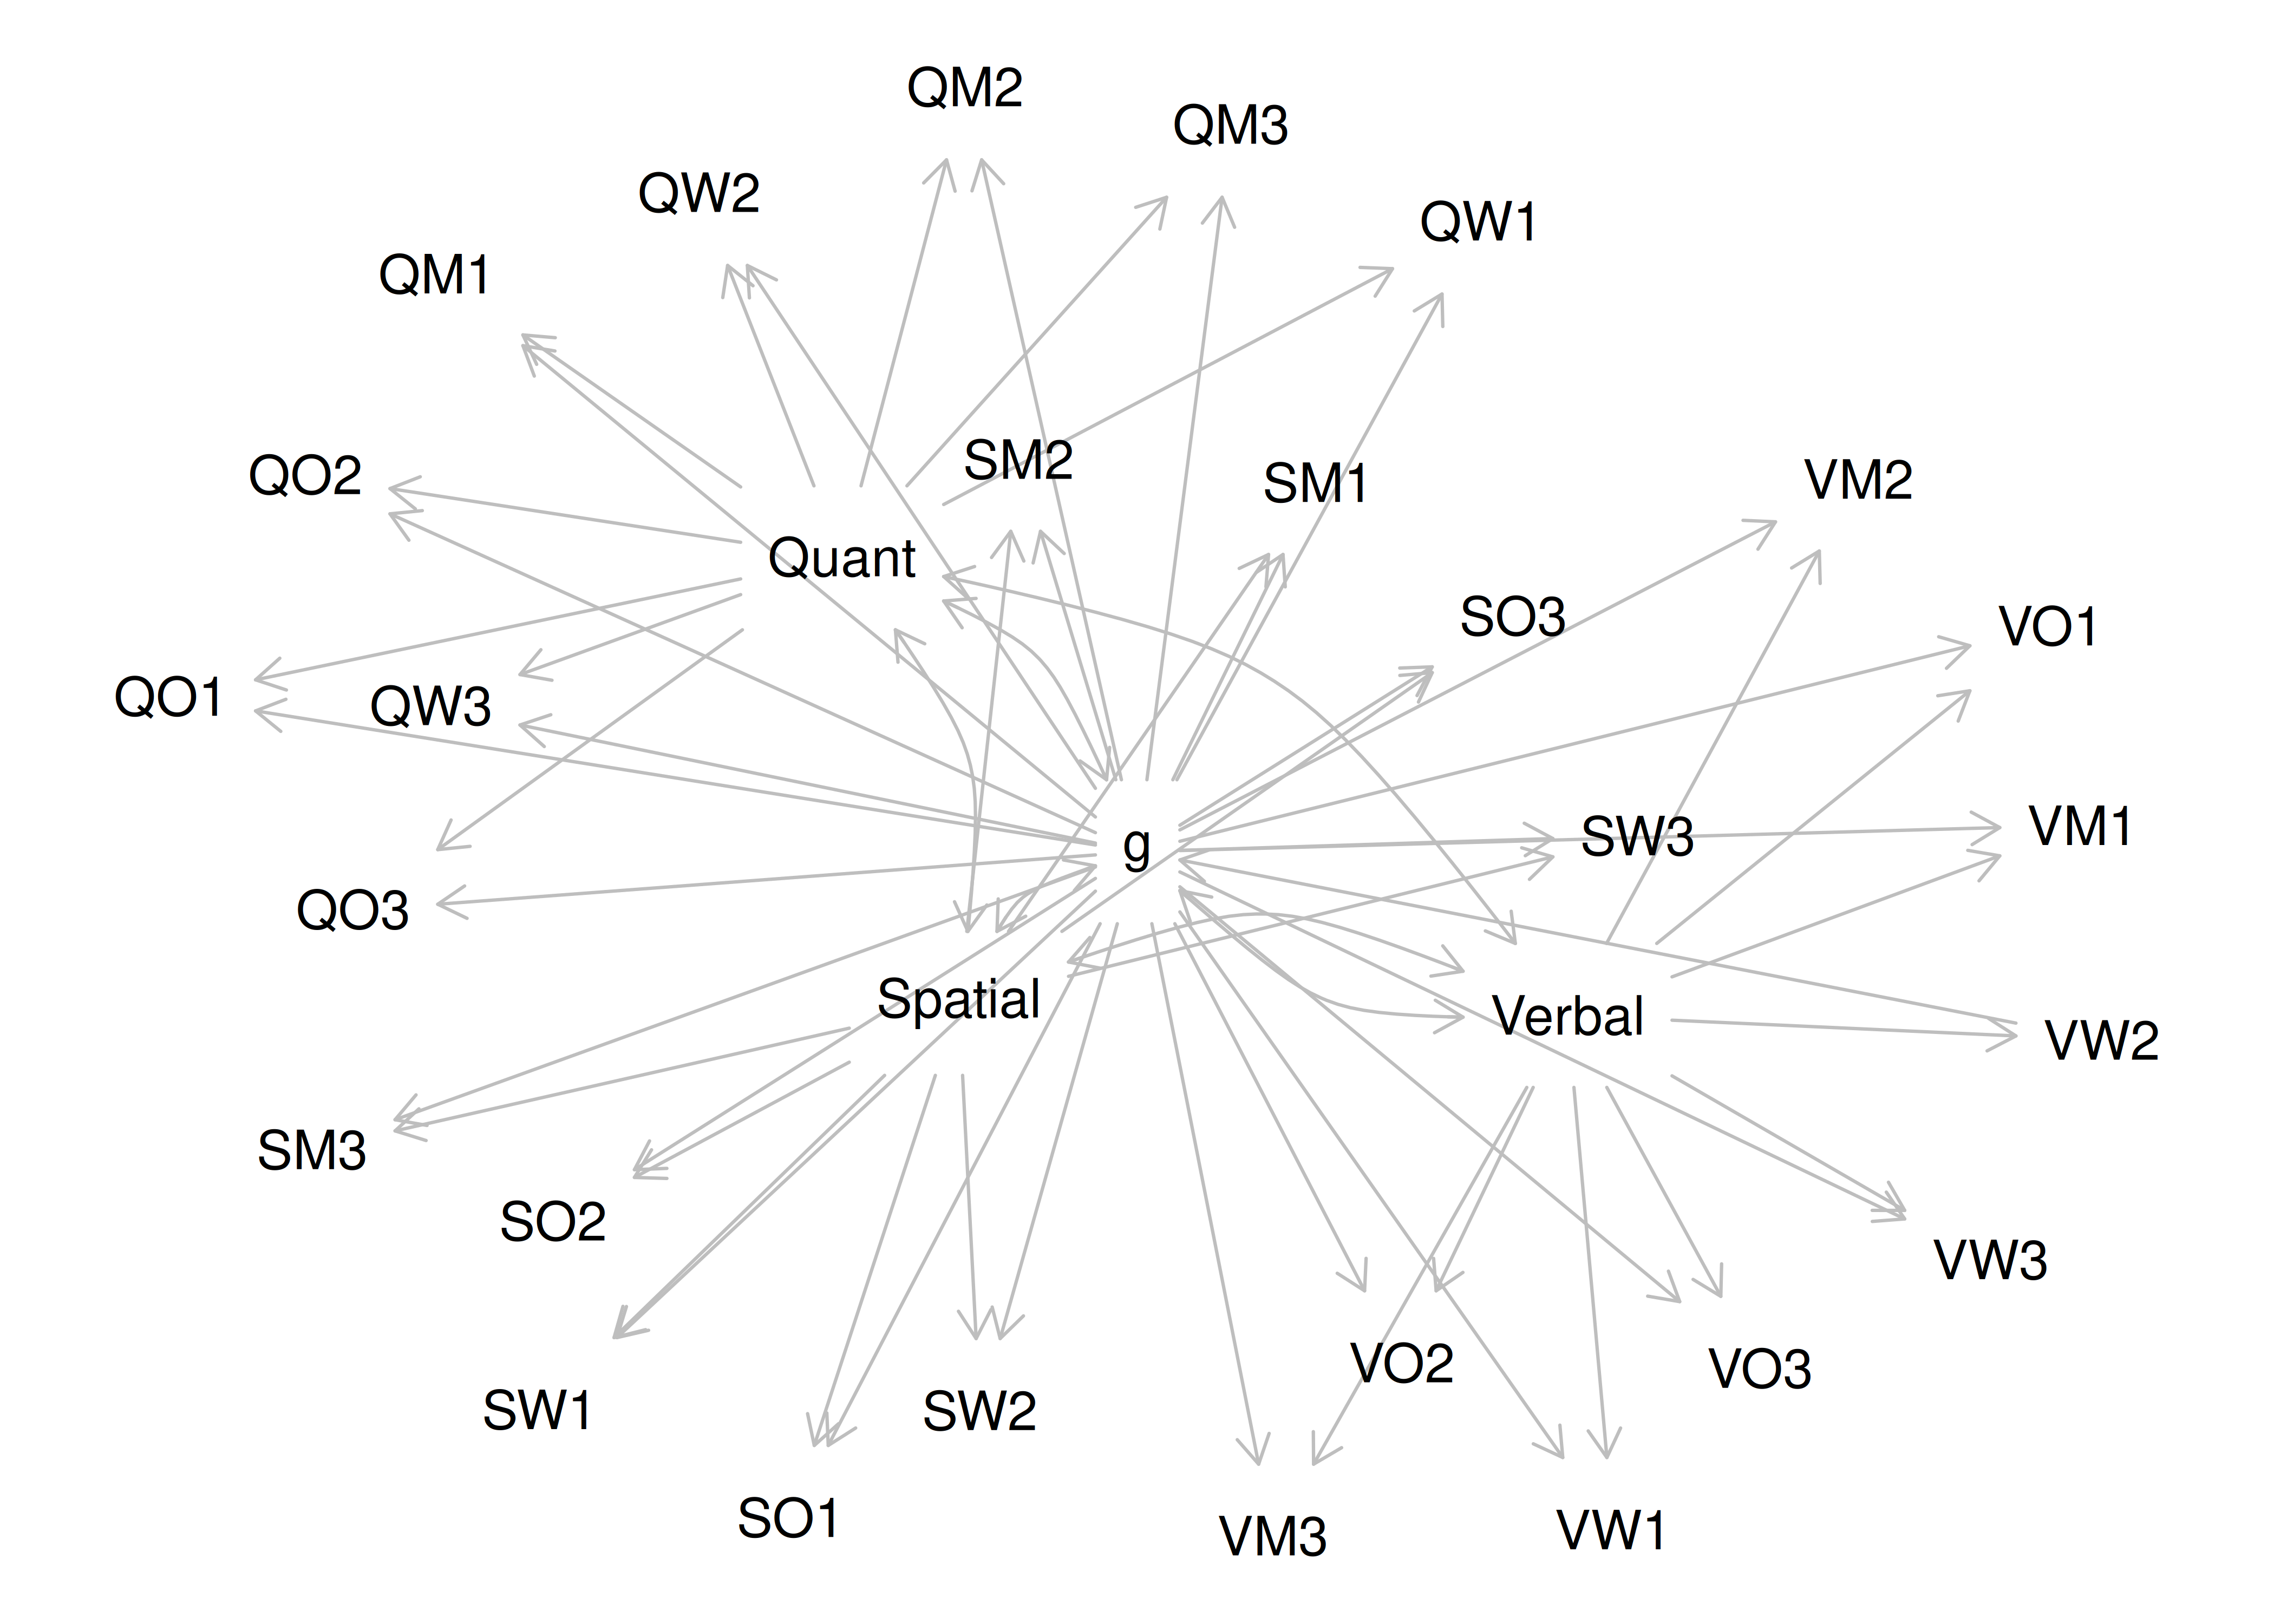 QM2
QM3
QW2
QW1
QM1
SM2
SM1
VM2
QO2
Quant
SO3
VO1
QO1
QW3
SW3
VM1
g
QO3
Spatial
Verbal
VW2
SM3
SO2
VW3
VO2
VO3
SW1
SW2
SO1
VM3
VW1